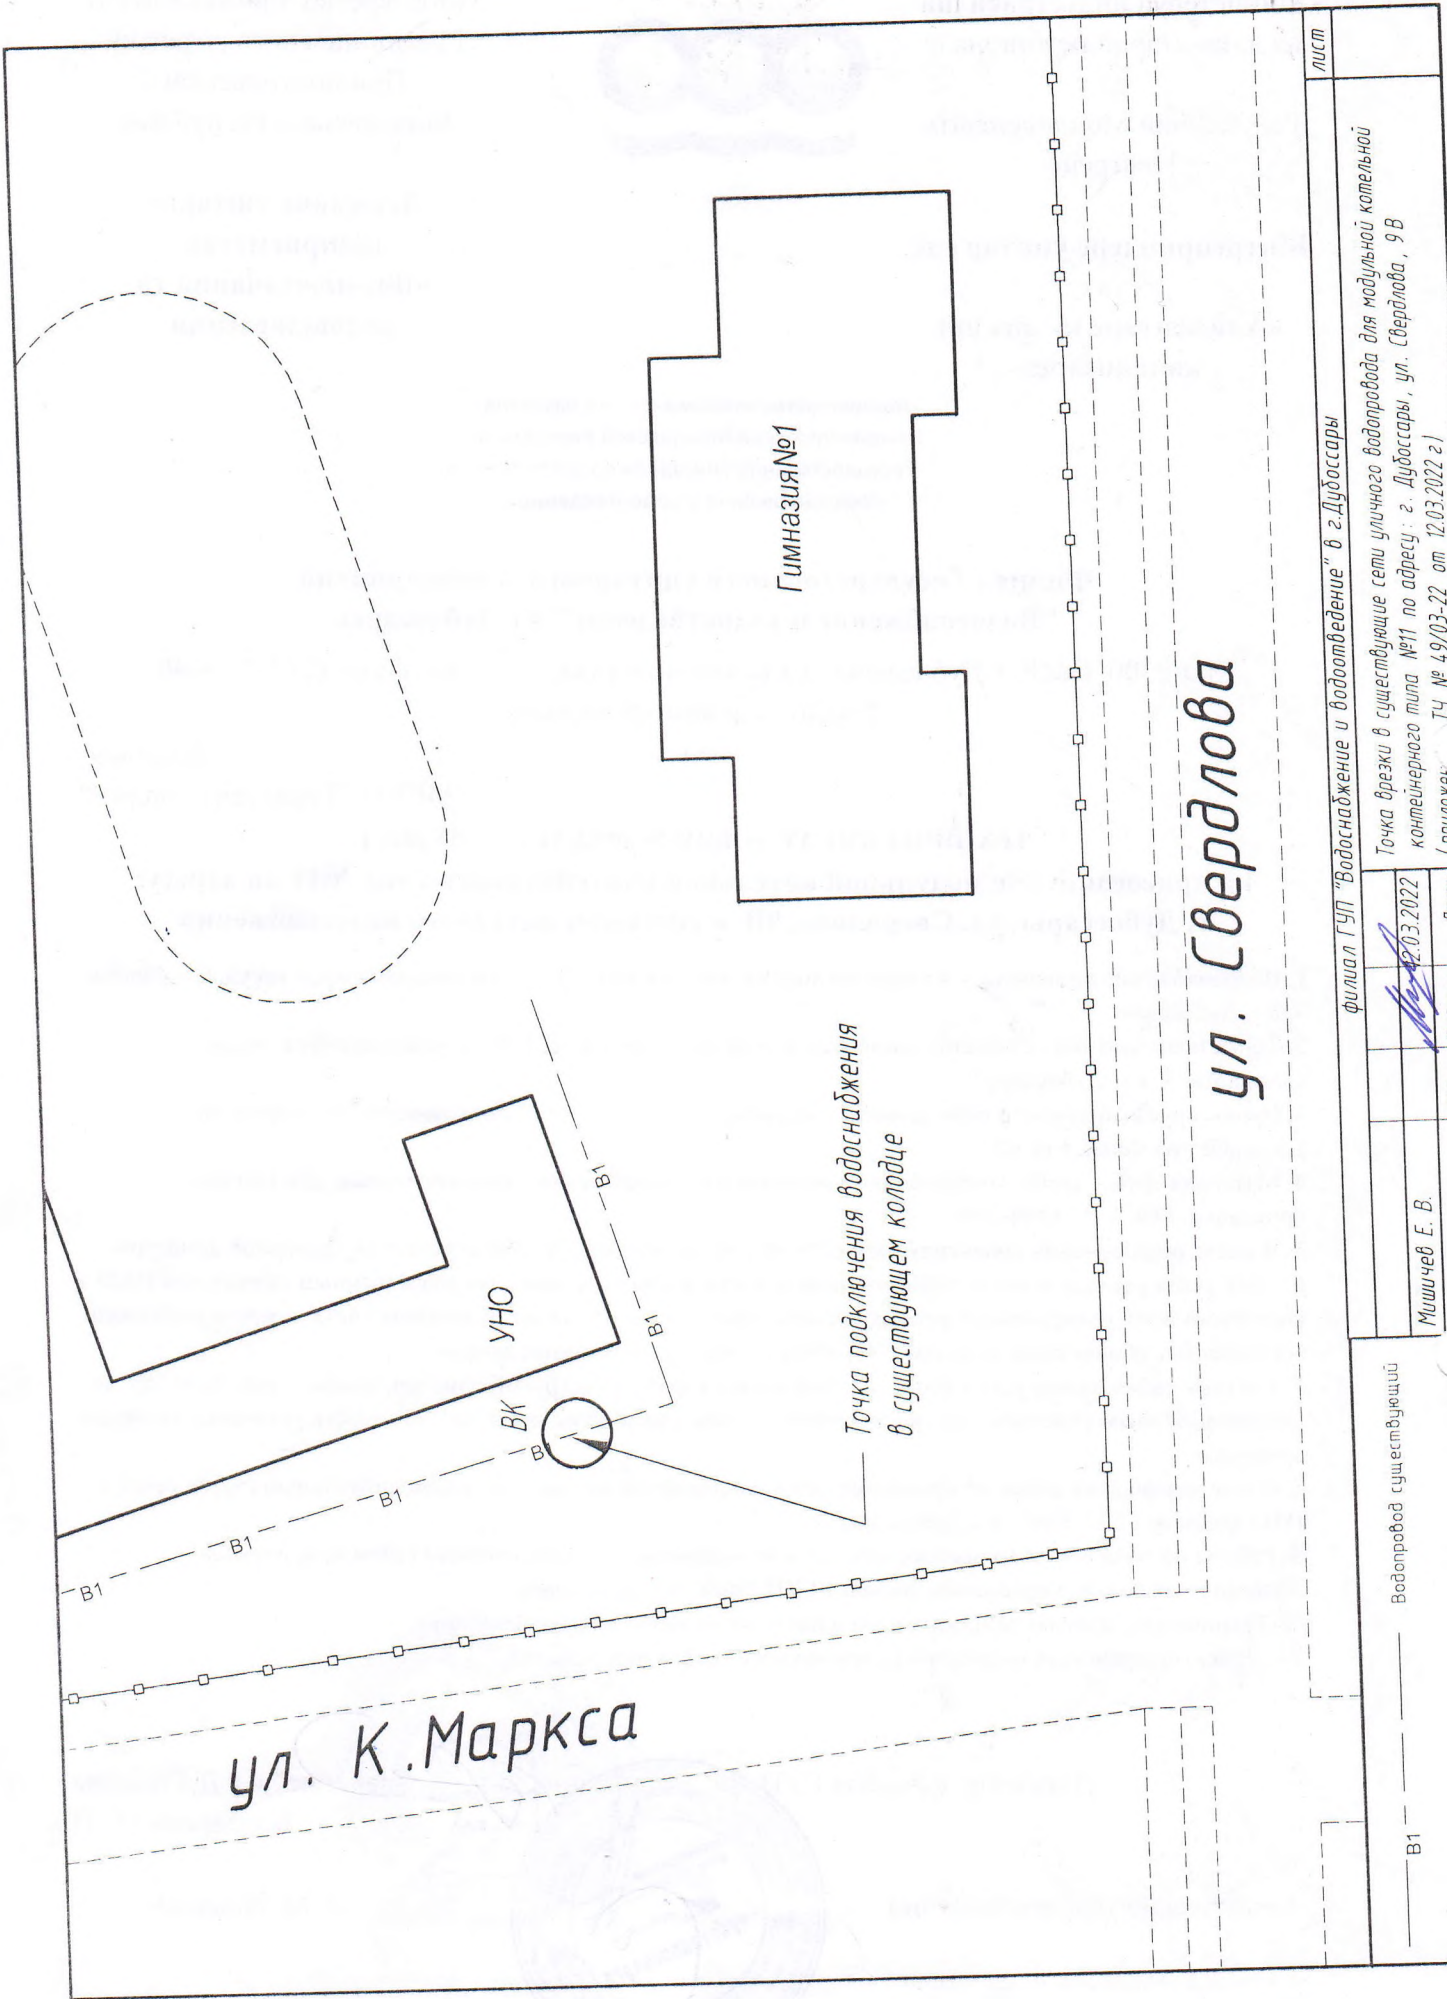 Гимназия№1
УНО
ВК
В1
В1
В1
В
В1
В1
Точка подключения водоснабжения
в существующем колодце
ул. К.Маркса
ул. Свердлова
В1
Водопровод существующий
филиал ГУП "Водоснабжение и водоотведение" в г.Дубоссары
лист
Мишичев Е. В.
12.03.2022
Точка врезки в существующие сети уличного водопровода для модульной котельной
контейнерного типа №11 по адресу: г. Дубоссары, ул. Свердлова, 9 В
ТЧ № 49/03-22 от 12.03.2022 г)